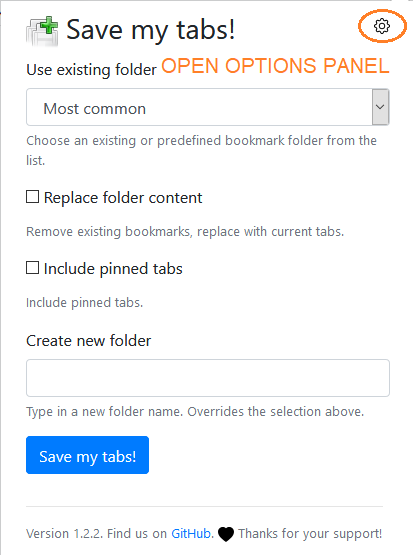 Save my tabs!
Use existing folder OPEN OPTIONS PANEL
Most common
Choose an existing or predefined bookmark folder from the
list.
Replace folder content
Remove existing bookmarks, replace with current tabs.
Include pinned tabs
Include pinned tabs.
Create new folder
Type in a new folder name. Overrides the selection above.
Save my tabs!
Version 1.2.2. Find us on GitHub. Thanks for your support!